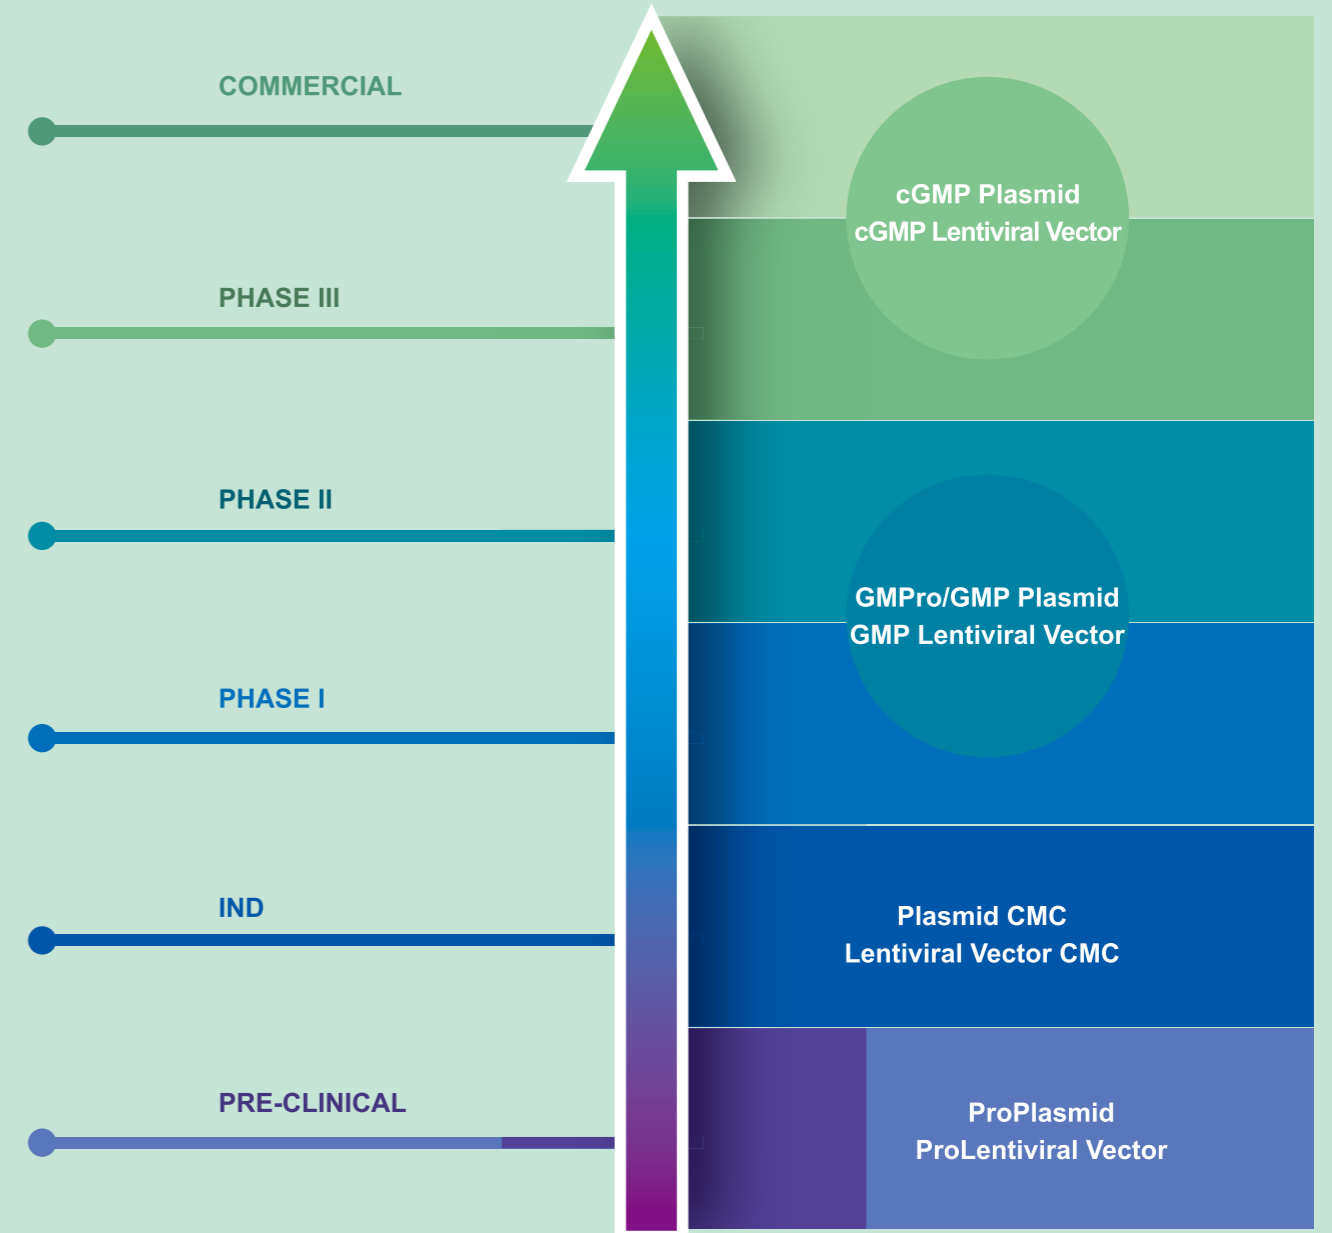 COMMERCIAL
cGMP Plasmid
cGMP Lentiviral Vector
PHASE III
PHASE II
GMPro/GMP Plasmid
GMP Lentiviral Vector
PHASE I
IND
Plasmid CMC
Lentiviral Vector CMC
PRE-CLINICAL
ProPlasmid
ProLentiviral Vector